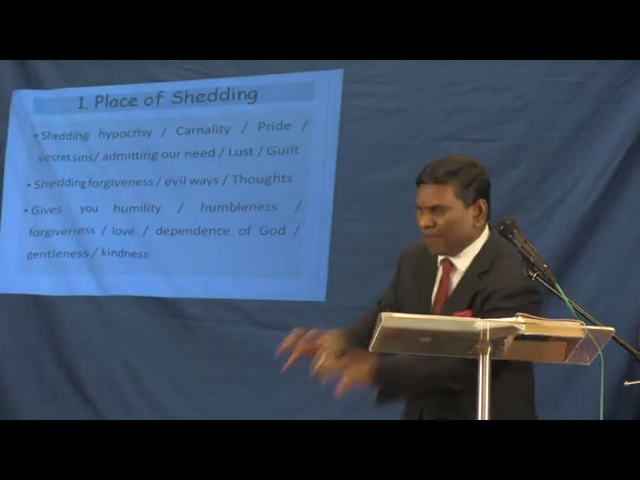 1. Place of Shedding
• Shedding hypocrisy / Carnality / Pride /
secret sins/ admitting our need / Lust / Guilt
• Shedding forgiveness / evil ways / Thoughts
• Gives you humility / humbleness /
forgiveness / love / dependence of God /
gentleness / kindness